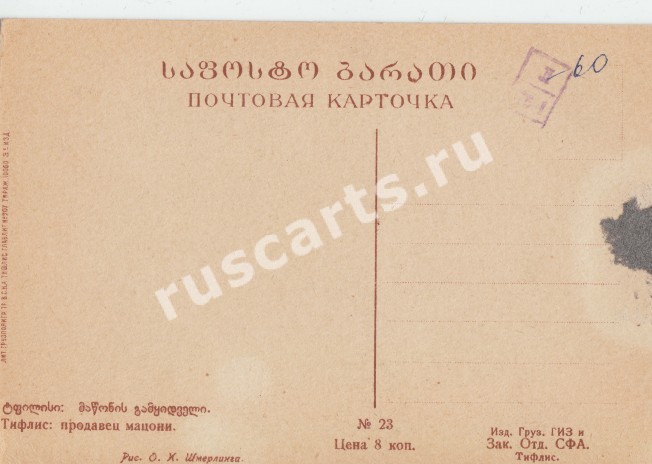 საფოსტო ბარათი
ПОЧТОВАЯ КАРТОЧКА
60
ruscarts.ru
ტფილისი: მაწონის გამყიდველი.
Тифлис: продавец мацони.
Рис. О. И. Шмерлинга.
№ 23
Цена 8 коп.
Изд. Груз. ГИЗ и
Зак. Отд. СФА.
Тифлис.